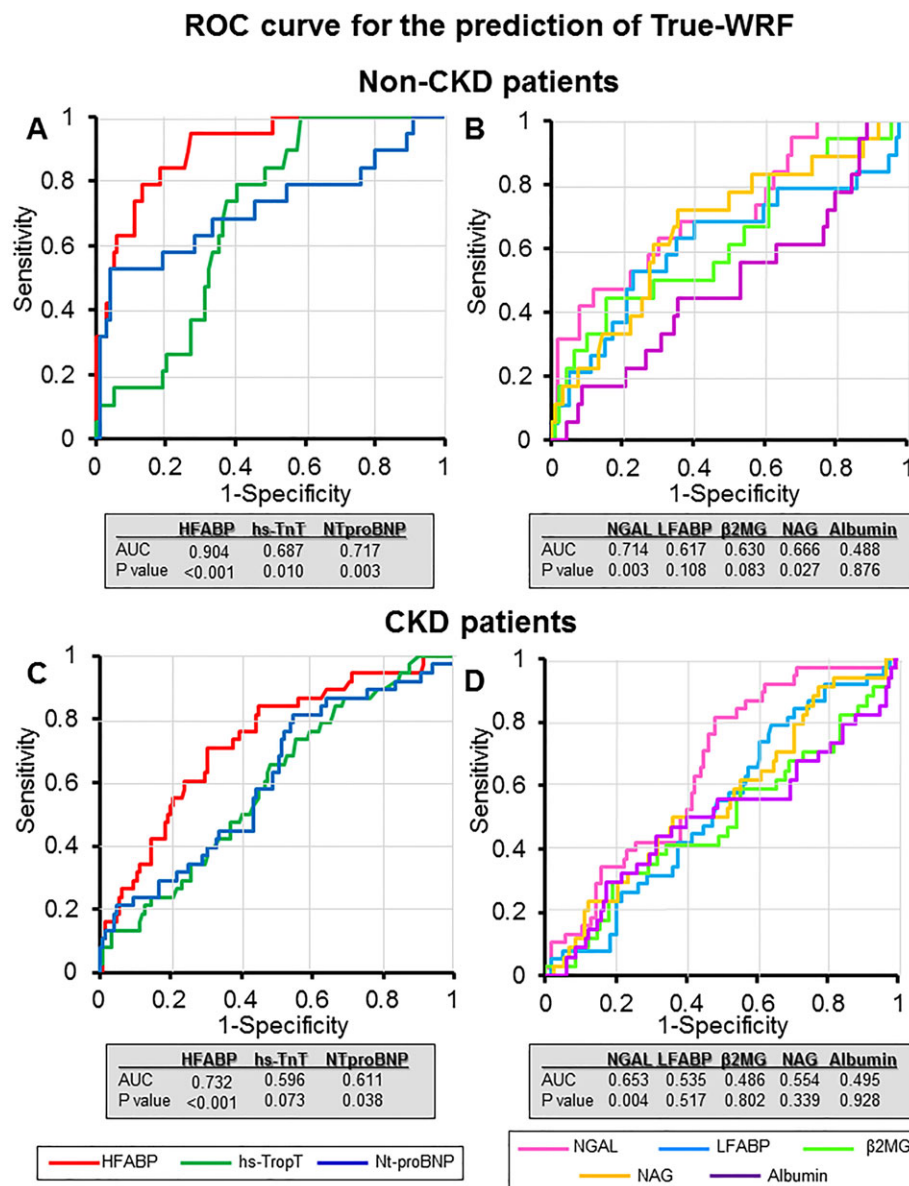 ROC curve for the prediction of True-WRF
Non-CKD patients
A
1
0.8
0.6
0.4
0.2
0
Sensitivity
0 0.2 0.4 0.6 0.8 1
1-Specificity
HFABP hs-TnT NTproBNP
AUC 0.904 0.687 0.717
P value <0.001 0.010 0.003
B
1
0.8
0.6
0.4
0.2
0
Sensitivity
0 0.2 0.4 0.6 0.8 1
1-Specificity
NGAL LFABP β2MG NAG Albumin
AUC 0.714 0.617 0.630 0.666 0.488
P value 0.003 0.108 0.083 0.027 0.876
CKD patients
C
1
0.8
0.6
0.4
0.2
0
Sensitivity
0 0.2 0.4 0.6 0.8 1
1-Specificity
HFABP hs-TnT NTproBNP
AUC 0.732 0.596 0.611
P value <0.001 0.073 0.038
HFABP hs-TropT Nt-proBNP
D
1
0.8
0.6
0.4
0.2
0
Sensitivity
0 0.2 0.4 0.6 0.8 1
1-Specificity
NGAL LFABP β2MG NAG Albumin
AUC 0.653 0.535 0.486 0.554 0.495
P value 0.004 0.517 0.802 0.339 0.928
NGAL LFABP β2MG
NAG Albumin